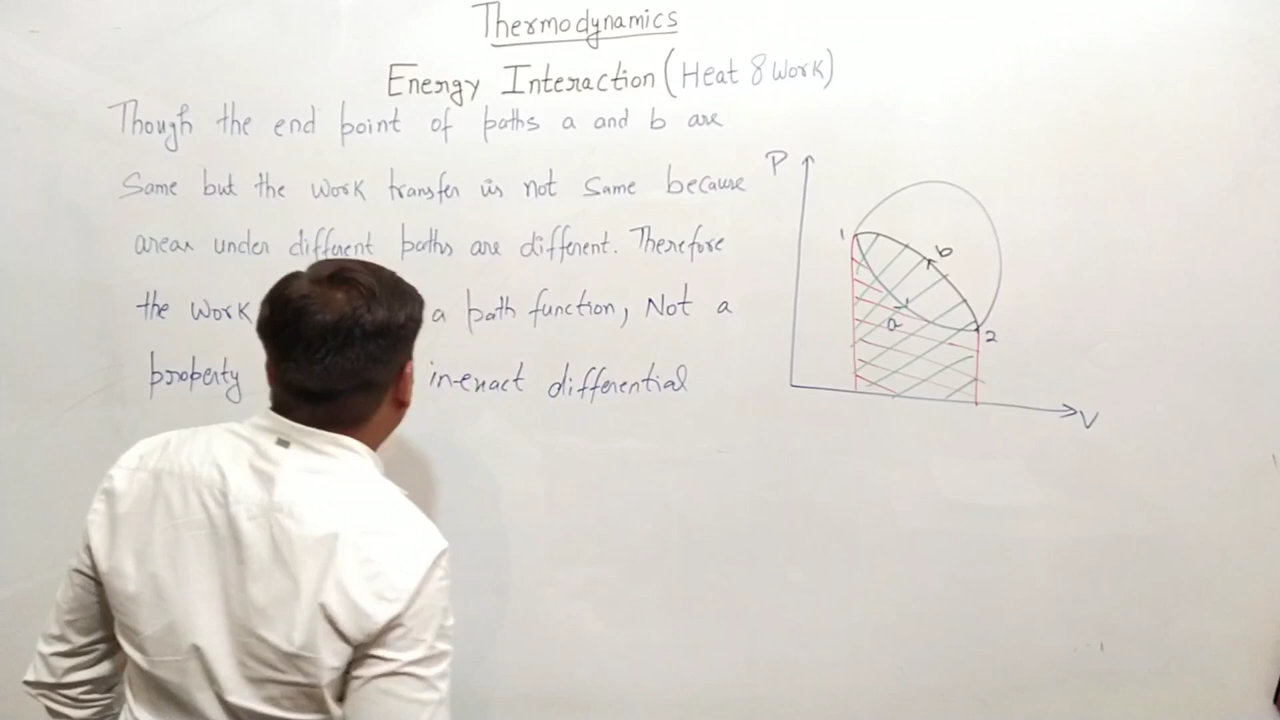 Thermodynamics
Energy Interaction (Heat & Work)
Though the end point of paths a and b are
Same but the work transfer is not same because
area under different paths are different. Therefore
the work a path function, Not a
property in-exact differential
P
1
b
a
2
V